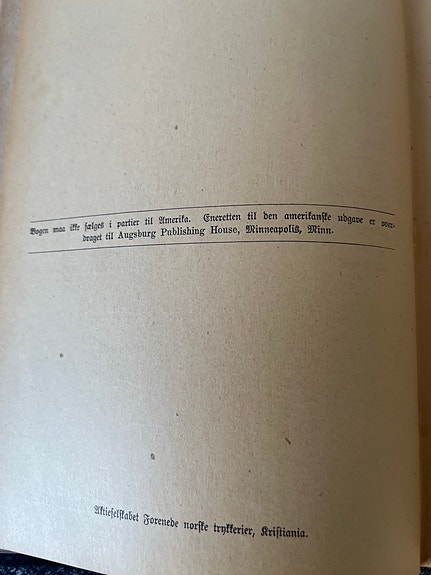 Bogen maa ikke sælges i partier til Amerika. Eneretten til den amerikanske udgave er over-
draget til Augsburg Publishing House, Minneapolis, Minn.
Aktieselskabet Forenede norske trykkerier, Kristiania.